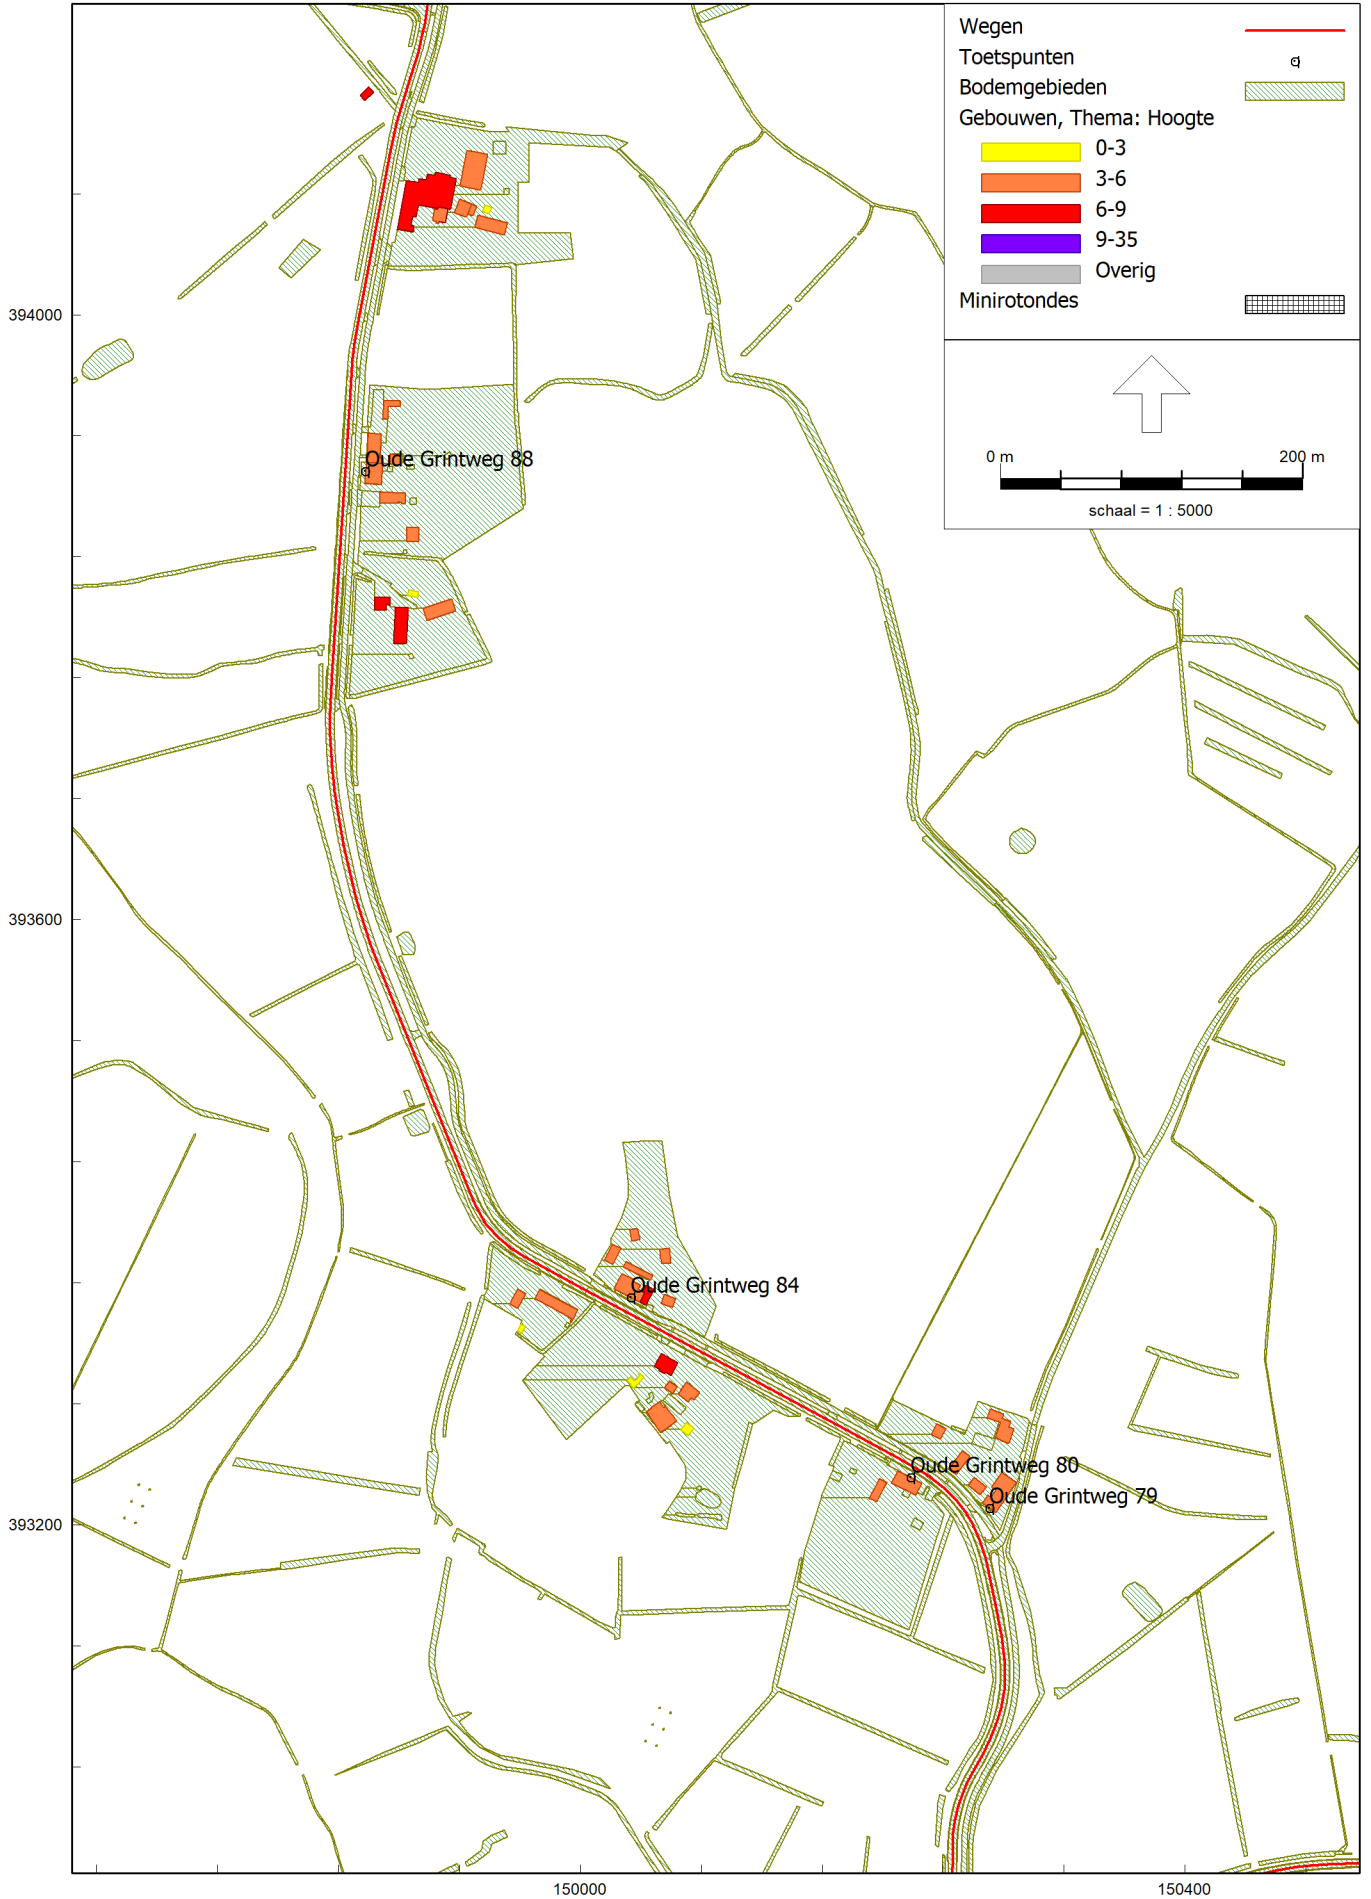 Wegen
Toetspunten
Bodemgebieden
Gebouwen, Thema: Hoogte
0-3
3-6
6-9
9-35
Overig
Minirotondes
0 m 200 m
schaal = 1 : 5000
394000
Oude Grintweg 88
393600
Oude Grintweg 84
Oude Grintweg 80
Oude Grintweg 79
393200
150000 150400